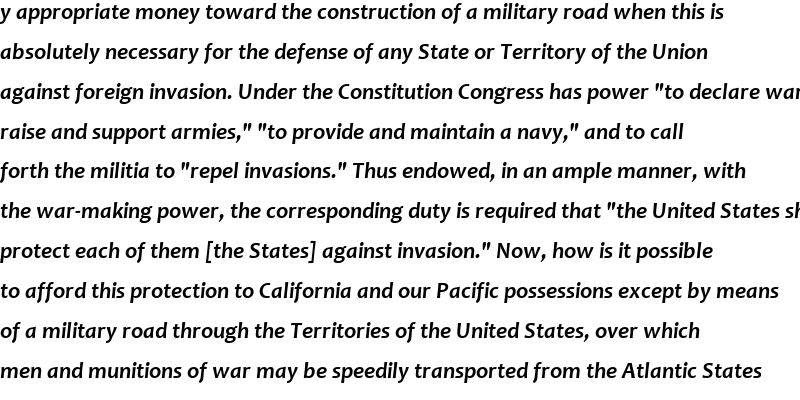 y appropriate money toward the construction of a military road when this is
absolutely necessary for the defense of any State or Territory of the Union
against foreign invasion. Under the Constitution Congress has power "to declare war
raise and support armies," "to provide and maintain a navy," and to call
forth the militia to "repel invasions." Thus endowed, in an ample manner, with
the war-making power, the corresponding duty is required that "the United States sh
protect each of them [the States] against invasion." Now, how is it possible
to afford this protection to California and our Pacific possessions except by means
of a military road through the Territories of the United States, over which
men and munitions of war may be speedily transported from the Atlantic States